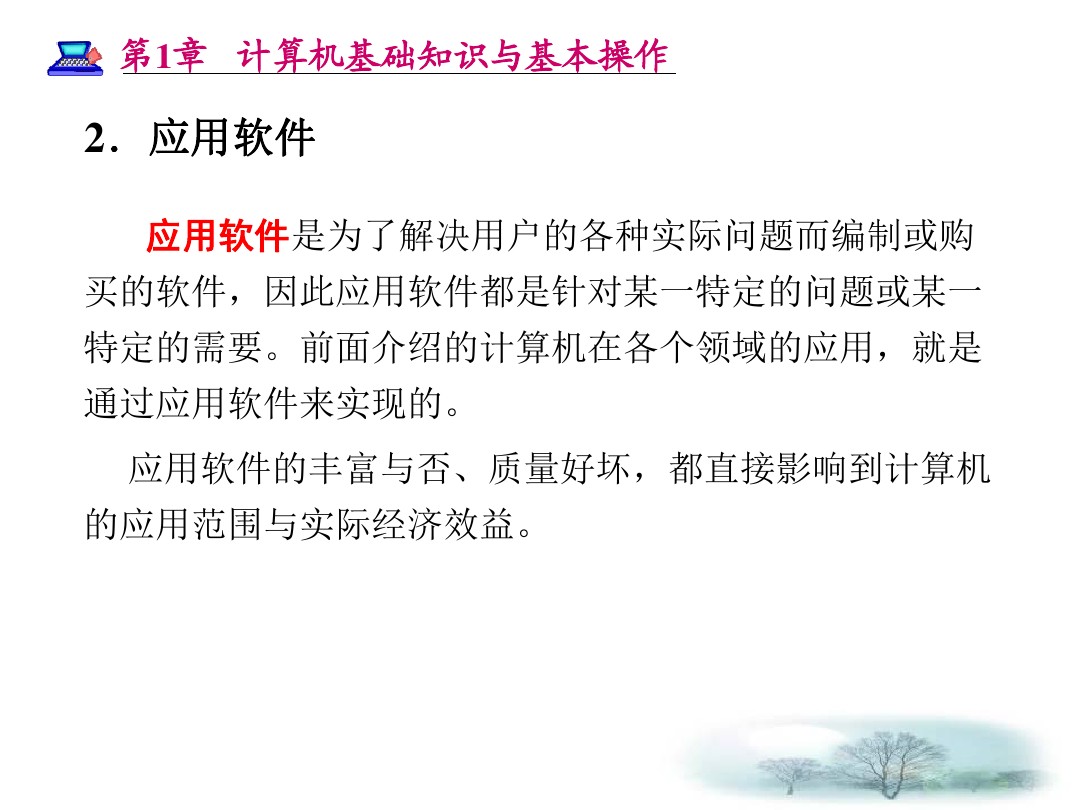 第1章 计算机基础知识与基本操作
2．应用软件
应用软件是为了解决用户的各种实际问题而编制或购
买的软件，因此应用软件都是针对某一特定的问题或某一
特定的需要。前面介绍的计算机在各个领域的应用，就是
通过应用软件来实现的。
应用软件的丰富与否、质量好坏，都直接影响到计算机
的应用范围与实际经济效益。